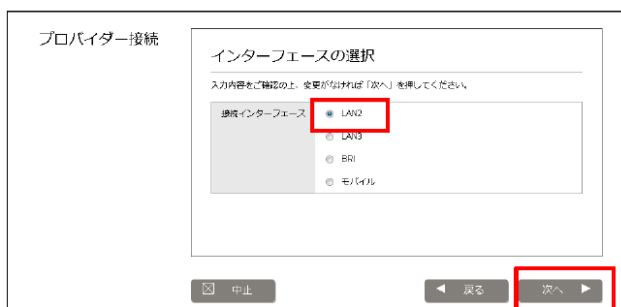 プロバイダー接続
インターフェースの選択
入力内容をご確認の上、変更がなければ「次へ」を押してください。
接続インターフェース
LAN2
LAN3
BRI
モバイル
中止
戻る
次へ